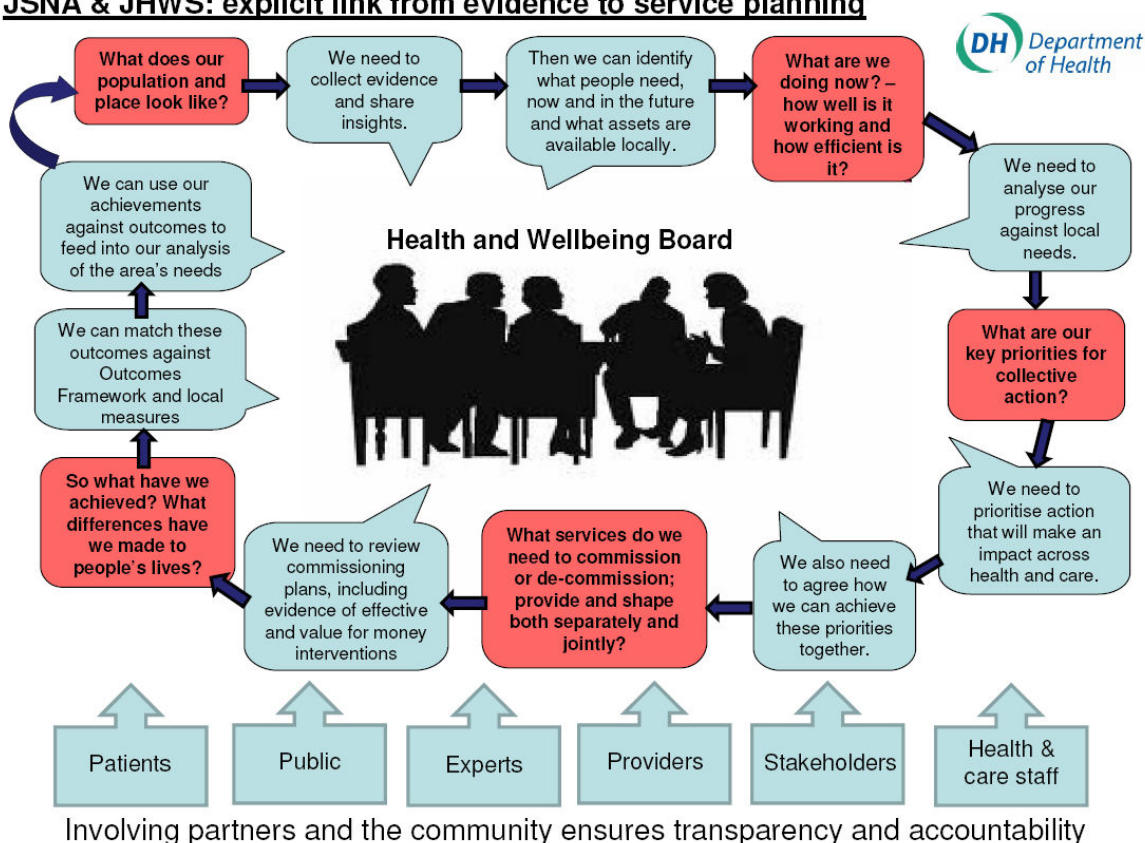 JSNA & JHWS: explicit link from evidence to service planning
DH Department
of Health
What does our
population and
place look like?
We need to
collect evidence
and share
insights.
Then we can identify
what people need,
now and in the future
and what assets are
available locally.
What are we
doing now? –
how well is it
working and
how efficient is
it?
We need to
analyse our
progress
against local
needs.
What are our
key priorities for
collective
action?
We need to
prioritise action
that will make an
impact across
health and care.
We also need
to agree how
we can achieve
these priorities
together.
What services do we
need to commission
or de-commission;
provide and shape
both separately and
jointly?
We need to review
commissioning
plans, including
evidence of effective
and value for money
interventions
So what have we
achieved? What
differences have
we made to
people's lives?
We can match these
outcomes against
Outcomes
Framework and local
measures
We can use our
achievements
against outcomes to
feed into our analysis
of the area's needs
Health and Wellbeing Board
Patients
Public
Experts
Providers
Stakeholders
Health &
care staff
Involving partners and the community ensures transparency and accountability